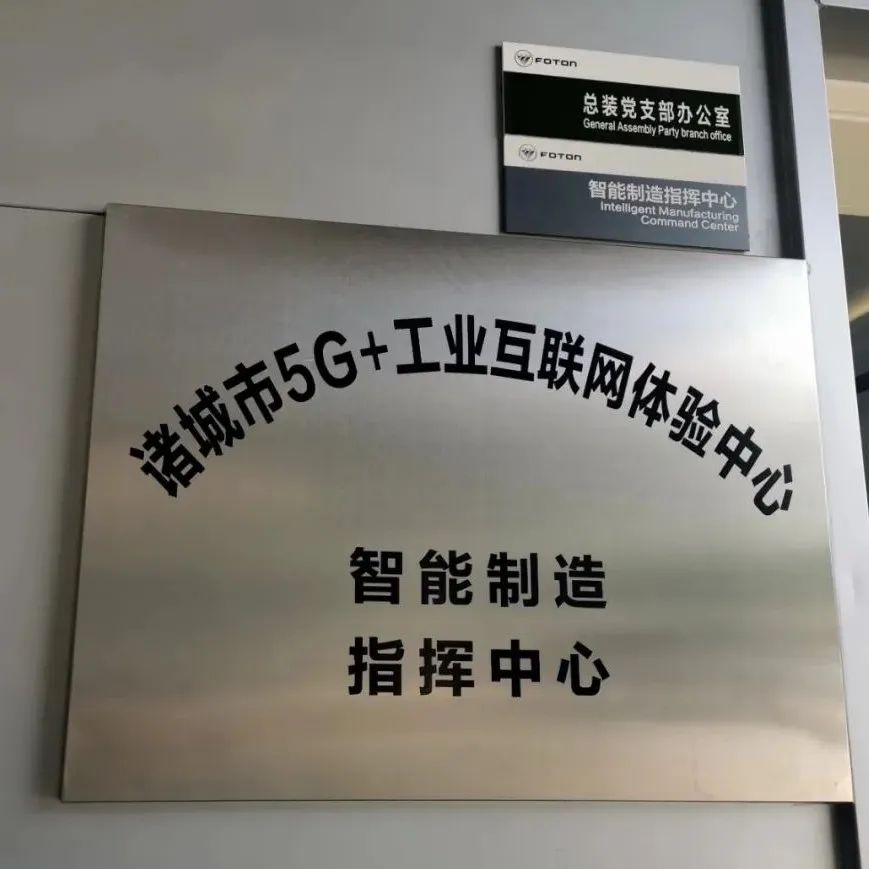 FOTON
总装党支部办公室
General Assembly Party branch office
FOTON
智能制造指挥中心
Intelligent Manufacturing
Command Center
诸城市5G+工业互联网体验中心
智能制造
指挥中心